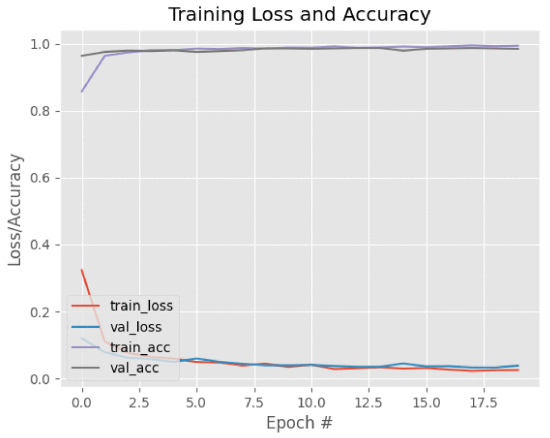 Training Loss and Accuracy
1.0
0.8
0.6
0.4
0.2
0.0
Loss/Accuracy
train_loss
val_loss
train_acc
val_acc
0.0 2.5 5.0 7.5 10.0 12.5 15.0 17.5
Epoch #